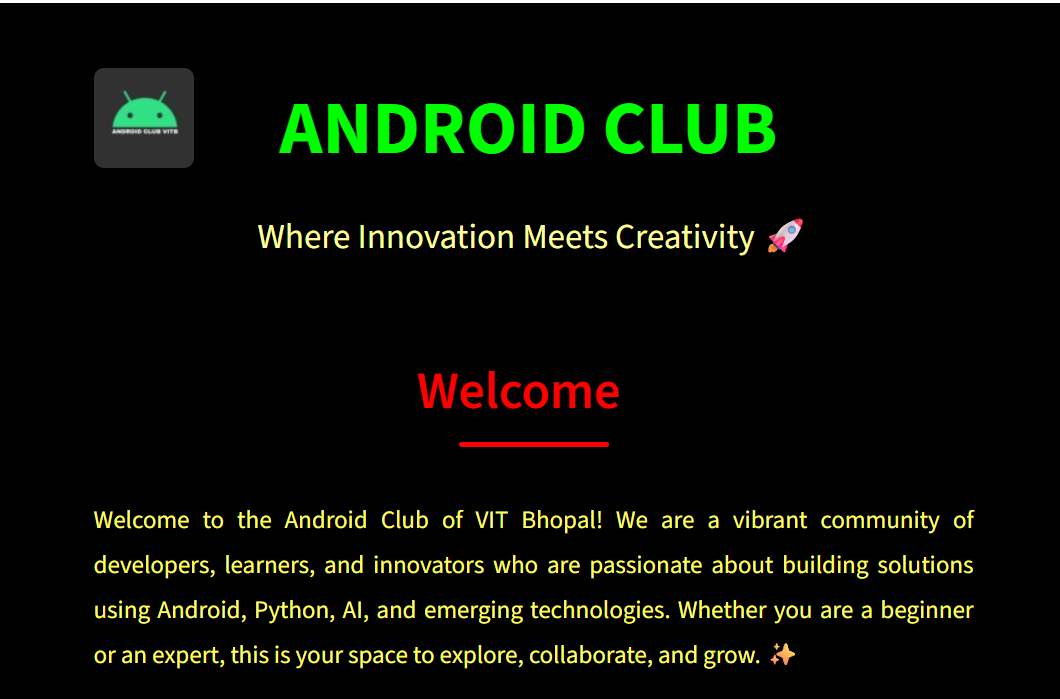 ANDROID CLUB VITB
ANDROID CLUB
Where Innovation Meets Creativity 🚀
Welcome
Welcome to the Android Club of VIT Bhopal! We are a vibrant community of
developers, learners, and innovators who are passionate about building solutions
using Android, Python, AI, and emerging technologies. Whether you are a beginner
or an expert, this is your space to explore, collaborate, and grow. ✨